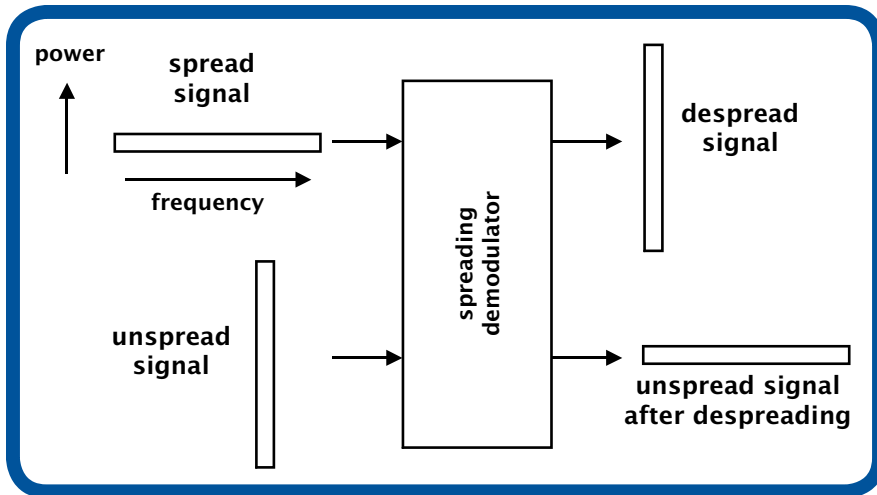 power
spread
signal
frequency
unspread
signal
spreading
demodulator
despread
signal
unspread signal
after despreading